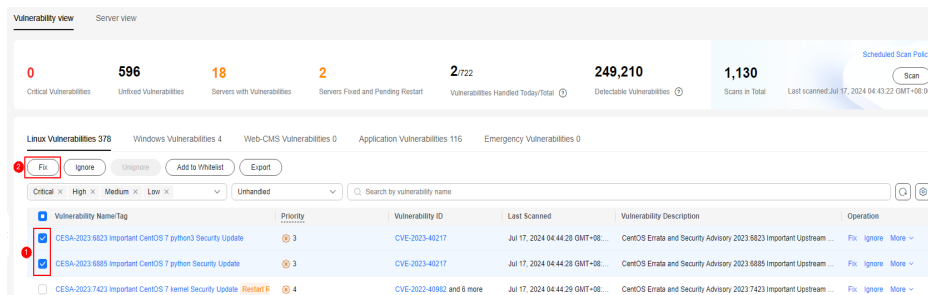 Vulnerability view Server view
Scheduled Scan Polic
0 596 18 2 2/722 249,210 1,130 Scan
Critical Vulnerabilities Unfixed Vulnerabilities Servers with Vulnerabilities Servers Fixed and Pending Restart Vulnerabilities Handled Today/Total Detectable Vulnerabilities Scans in Total Last scanned:Jul 17, 2024 04:43:22 GMT+08:0
Linux Vulnerabilities 378 Windows Vulnerabilities 4 Web-CMS Vulnerabilities 0 Application Vulnerabilities 116 Emergency Vulnerabilities 0
2 Fix Ignore Unignore Add to Whitelist Export
Critical × High × Medium × Low × Unhandled Search by vulnerability name
Vulnerability Name/Tag Priority Vulnerability ID Last Scanned Vulnerability Description Operation
CESA-2023:6823 Important CentOS 7 python3 Security Update 3 CVE-2023-40217 Jul 17, 2024 04:44:28 GMT+08:... CentOS Errata and Security Advisory 2023:6823 Important Upstream ... Fix Ignore More
1
CESA-2023:6885 Important CentOS 7 python Security Update 3 CVE-2023-40217 Jul 17, 2024 04:44:28 GMT+08:... CentOS Errata and Security Advisory 2023:6885 Important Upstream ... Fix Ignore More
CESA-2023:7423 Important CentOS 7 kernel Security Update Restart R 4 CVE-2022-40982 and 6 more Jul 17, 2024 04:44:29 GMT+08:... CentOS Errata and Security Advisory 2023:7423 Important Upstream ... Fix Ignore More